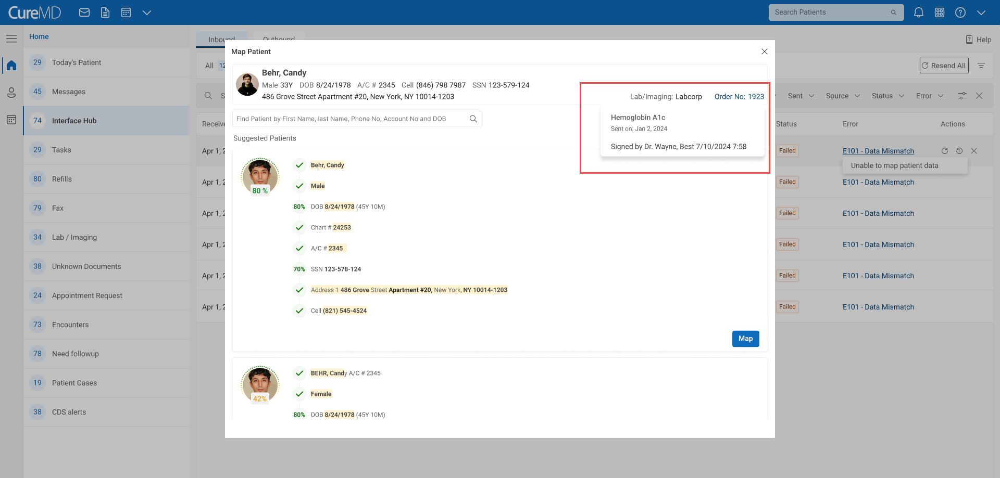 CureMD
Search Patients
Home
Inbound
Outbound
Help
29 Today's Patient
45 Messages
74 Interface Hub
29 Tasks
80 Refills
79 Fax
34 Lab / Imaging
38 Unknown Documents
24 Appointment Request
73 Encounters
78 Need followup
19 Patient Cases
38 CDS alerts
All 12
Resend All
S
Sent
Source
Status
Error
Receive
Status
Error
Actions
Apr 1, 2
Failed
E101 - Data Mismatch
Unable to map patient data
Apr 1, 2
Failed
E101 - Data Mismatch
Apr 1, 2
Failed
E101 - Data Mismatch
Apr 1, 2
Failed
E101 - Data Mismatch
Apr 1, 2
Failed
E101 - Data Mismatch
Apr 1, 2
Failed
E101 - Data Mismatch
Map Patient
Behr, Candy
Male 33Y DOB 8/24/1978 A/C # 2345 Cell (846) 798 7987 SSN 123-579-124
486 Grove Street Apartment #20, New York, NY 10014-1203
Lab/Imaging: Labcorp Order No: 1923
Hemoglobin A1c
Sent on: Jan 2, 2024
Signed by Dr. Wayne, Best 7/10/2024 7:58
Find Patient by First Name, last Name, Phone No, Account No and DOB
Suggested Patients
80 %
Behr, Candy
Male
80% DOB 8/24/1978 (45Y 10M)
Chart # 24253
A/C # 2345
70% SSN 123-578-124
Address 1 486 Grove Street Apartment #20, New York, NY 10014-1203
Cell (821) 545-4524
Map
42%
BEHR, Candy A/C # 2345
Female
80% DOB 8/24/1978 (45Y 10M)